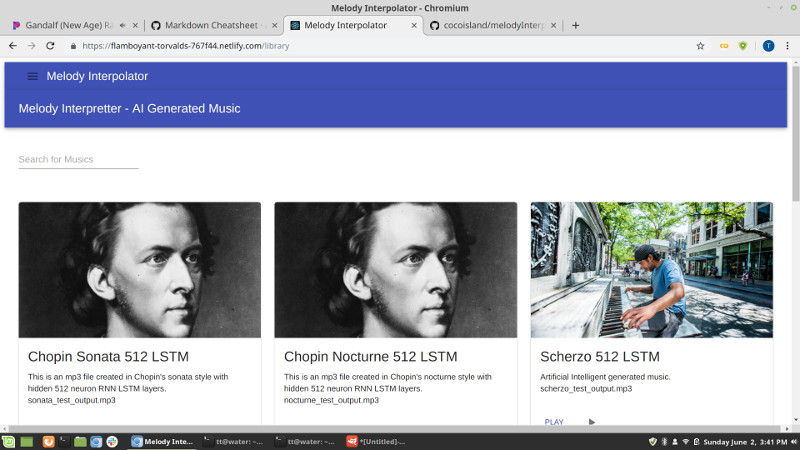 Melody Interpolator - Chromium
Gandalf (New Age) Ra
Markdown Cheatsheet ·
Melody Interpolator
cocoisland/melodyInterp
https://flamboyant-torvalds-767f44.netlify.com/library
T
Melody Interpolator
Melody Interpretter - AI Generated Music
Search for Musics
Chopin Sonata 512 LSTM
This is an mp3 file created in Chopin's sonata style with
hidden 512 neuron RNN LSTM layers.
sonata_test_output.mp3
Chopin Nocturne 512 LSTM
This is an mp3 file created in Chopin's nocturne style with
hidden 512 neuron RNN LSTM layers.
nocturne_test_output.mp3
Scherzo 512 LSTM
Artificial Intelligent generated music.
scherzo_test_output.mp3
PLAY
Melody Inte...
tt@water: ~...
tt@water: ~...
*[Untitled]-...
Sunday June 2, 3:41 PM